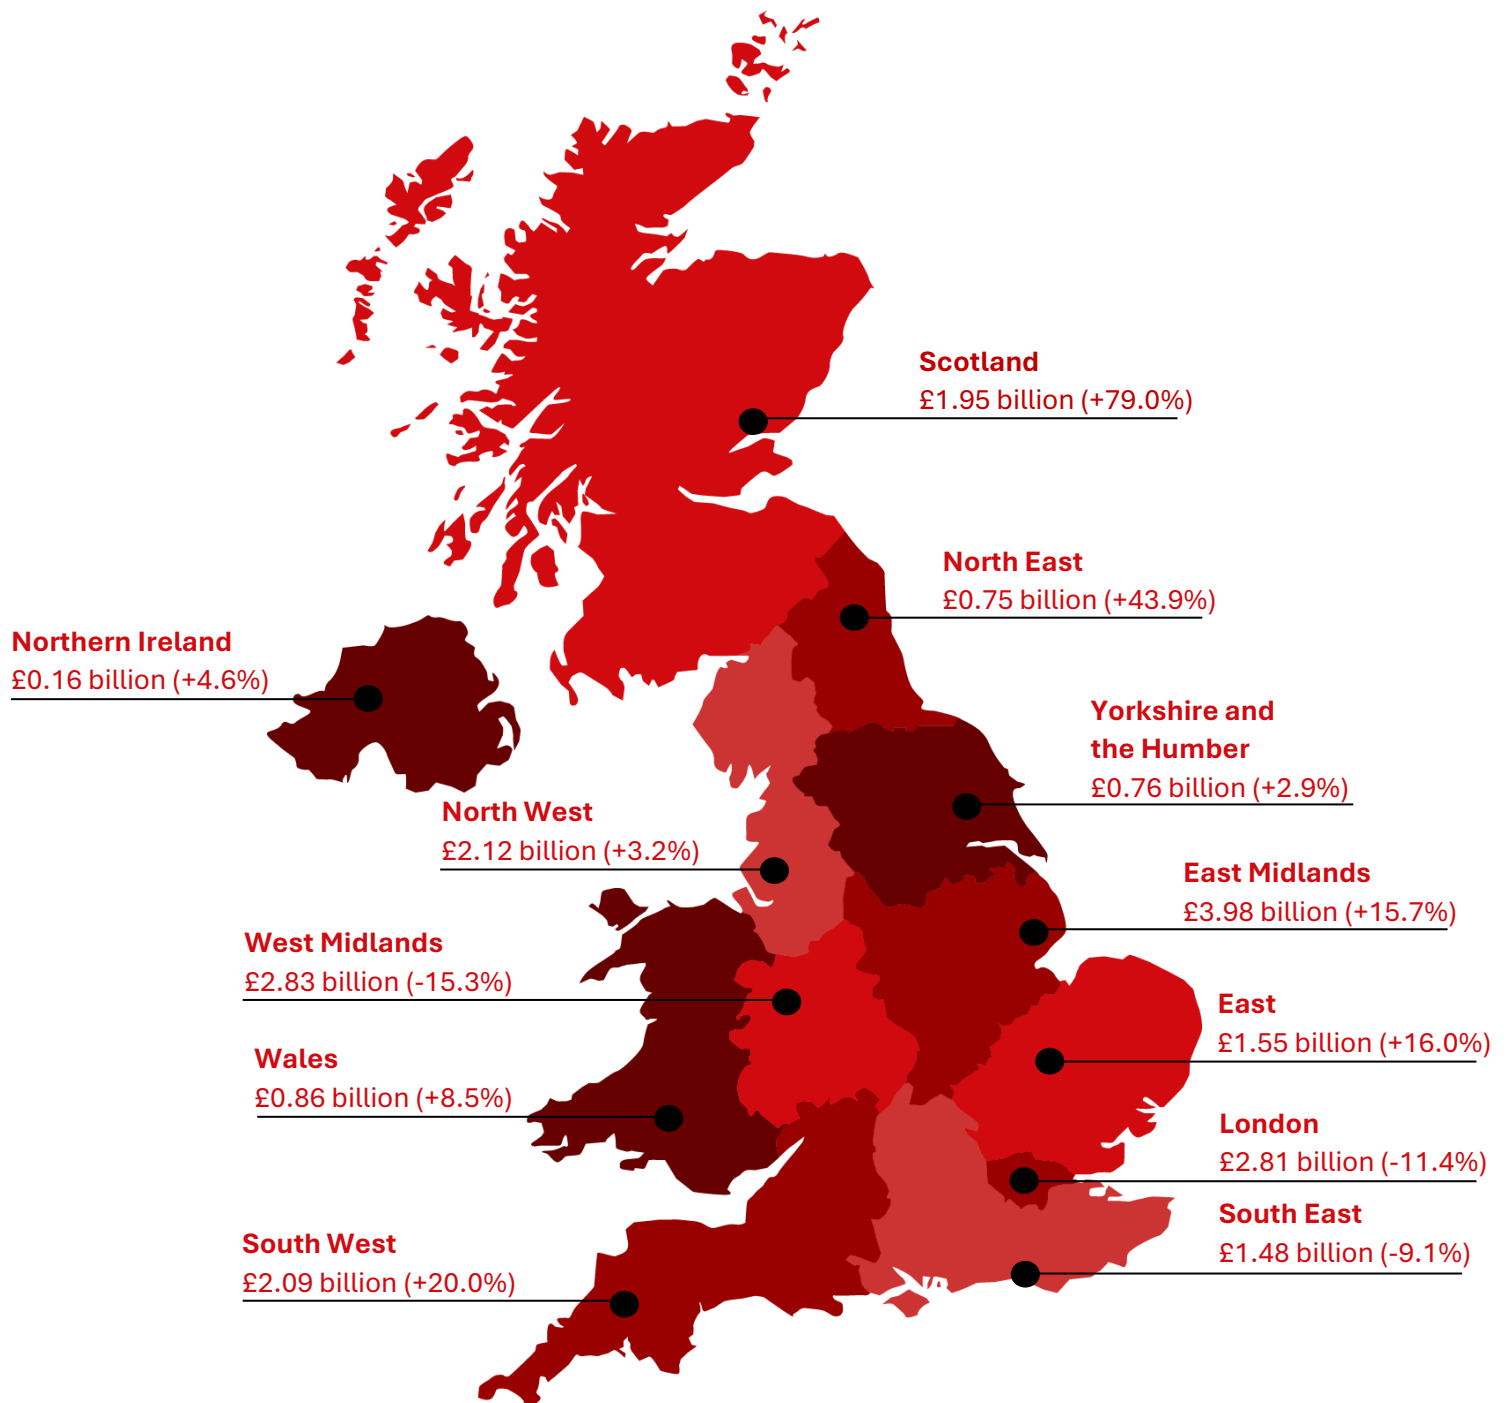 Scotland
£1.95 billion (+79.0%)
North East
£0.75 billion (+43.9%)
Northern Ireland
£0.16 billion (+4.6%)
Yorkshire and
the Humber
£0.76 billion (+2.9%)
North West
£2.12 billion (+3.2%)
East Midlands
£3.98 billion (+15.7%)
West Midlands
£2.83 billion (-15.3%)
East
£1.55 billion (+16.0%)
Wales
£0.86 billion (+8.5%)
London
£2.81 billion (-11.4%)
South East
£1.48 billion (-9.1%)
South West
£2.09 billion (+20.0%)